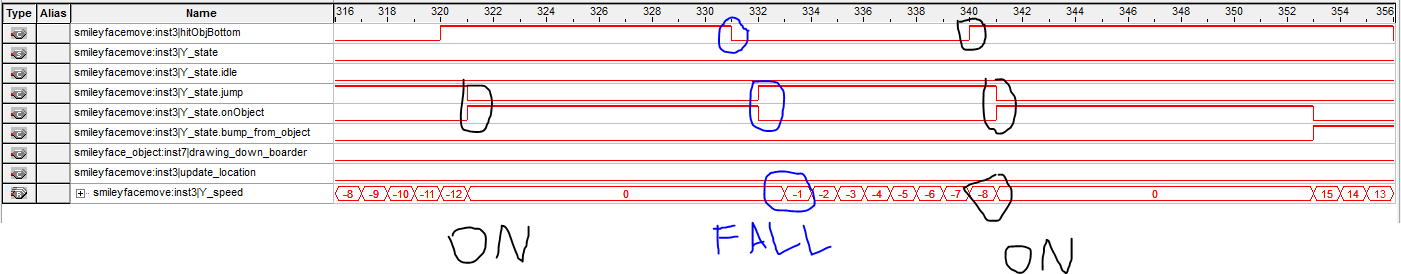 Type Alias Name 316 318 320 322 324 326 328 330 332 334 336 338 340 342 344 346 348 350 352 354 356
smileyfacemove:inst3|hitObjBottom
smileyfacemove:inst3|Y_state
smileyfacemove:inst3|Y_state.idle
smileyfacemove:inst3|Y_state.jump
smileyfacemove:inst3|Y_state.onObject
smileyfacemove:inst3|Y_state.bump_from_object
smileyface_object:inst7|drawing_down_boarder
smileyfacemove:inst3|update_location
smileyfacemove:inst3|Y_speed -8 -9 -10 -11 -12 0 -1 -2 -3 -4 -5 -6 -7 -8 0 15 14 13
ON FALL ON